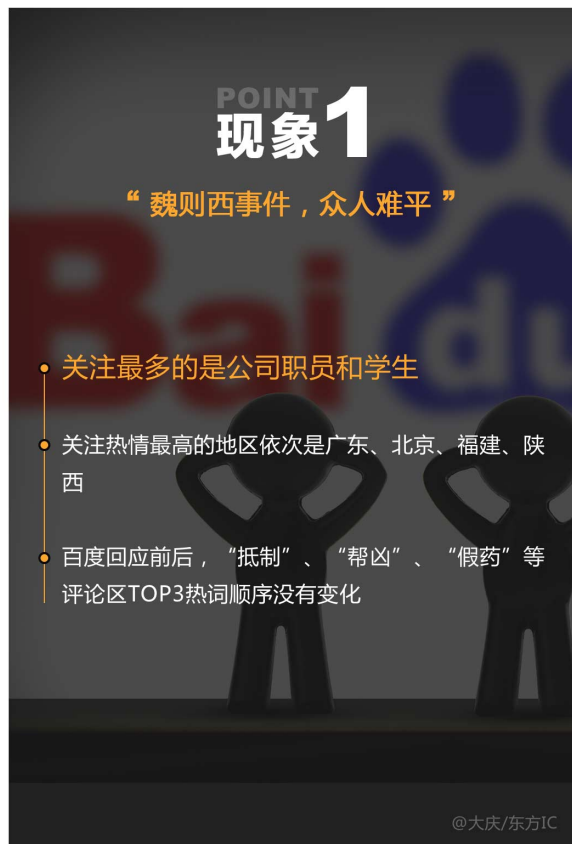 POINT
现象1
“ 魏则西事件，众人难平 ”
Baidu
关注最多的是公司职员和学生
关注热情最高的地区依次是广东、北京、福建、陕
西
百度回应前后，“抵制”、“帮凶”、“假药”等
评论区TOP3热词顺序没有变化
@大庆/东方IC